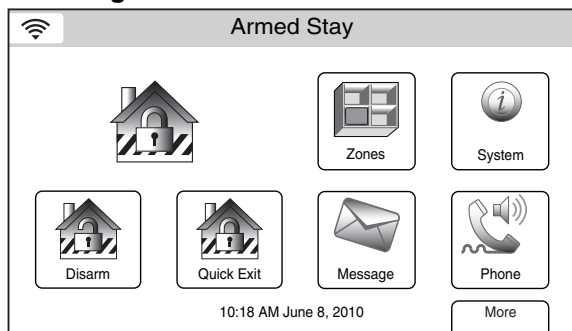 Armed Stay
Zones
System
Disarm
Quick Exit
Message
Phone
10:18 AM June 8, 2010
More